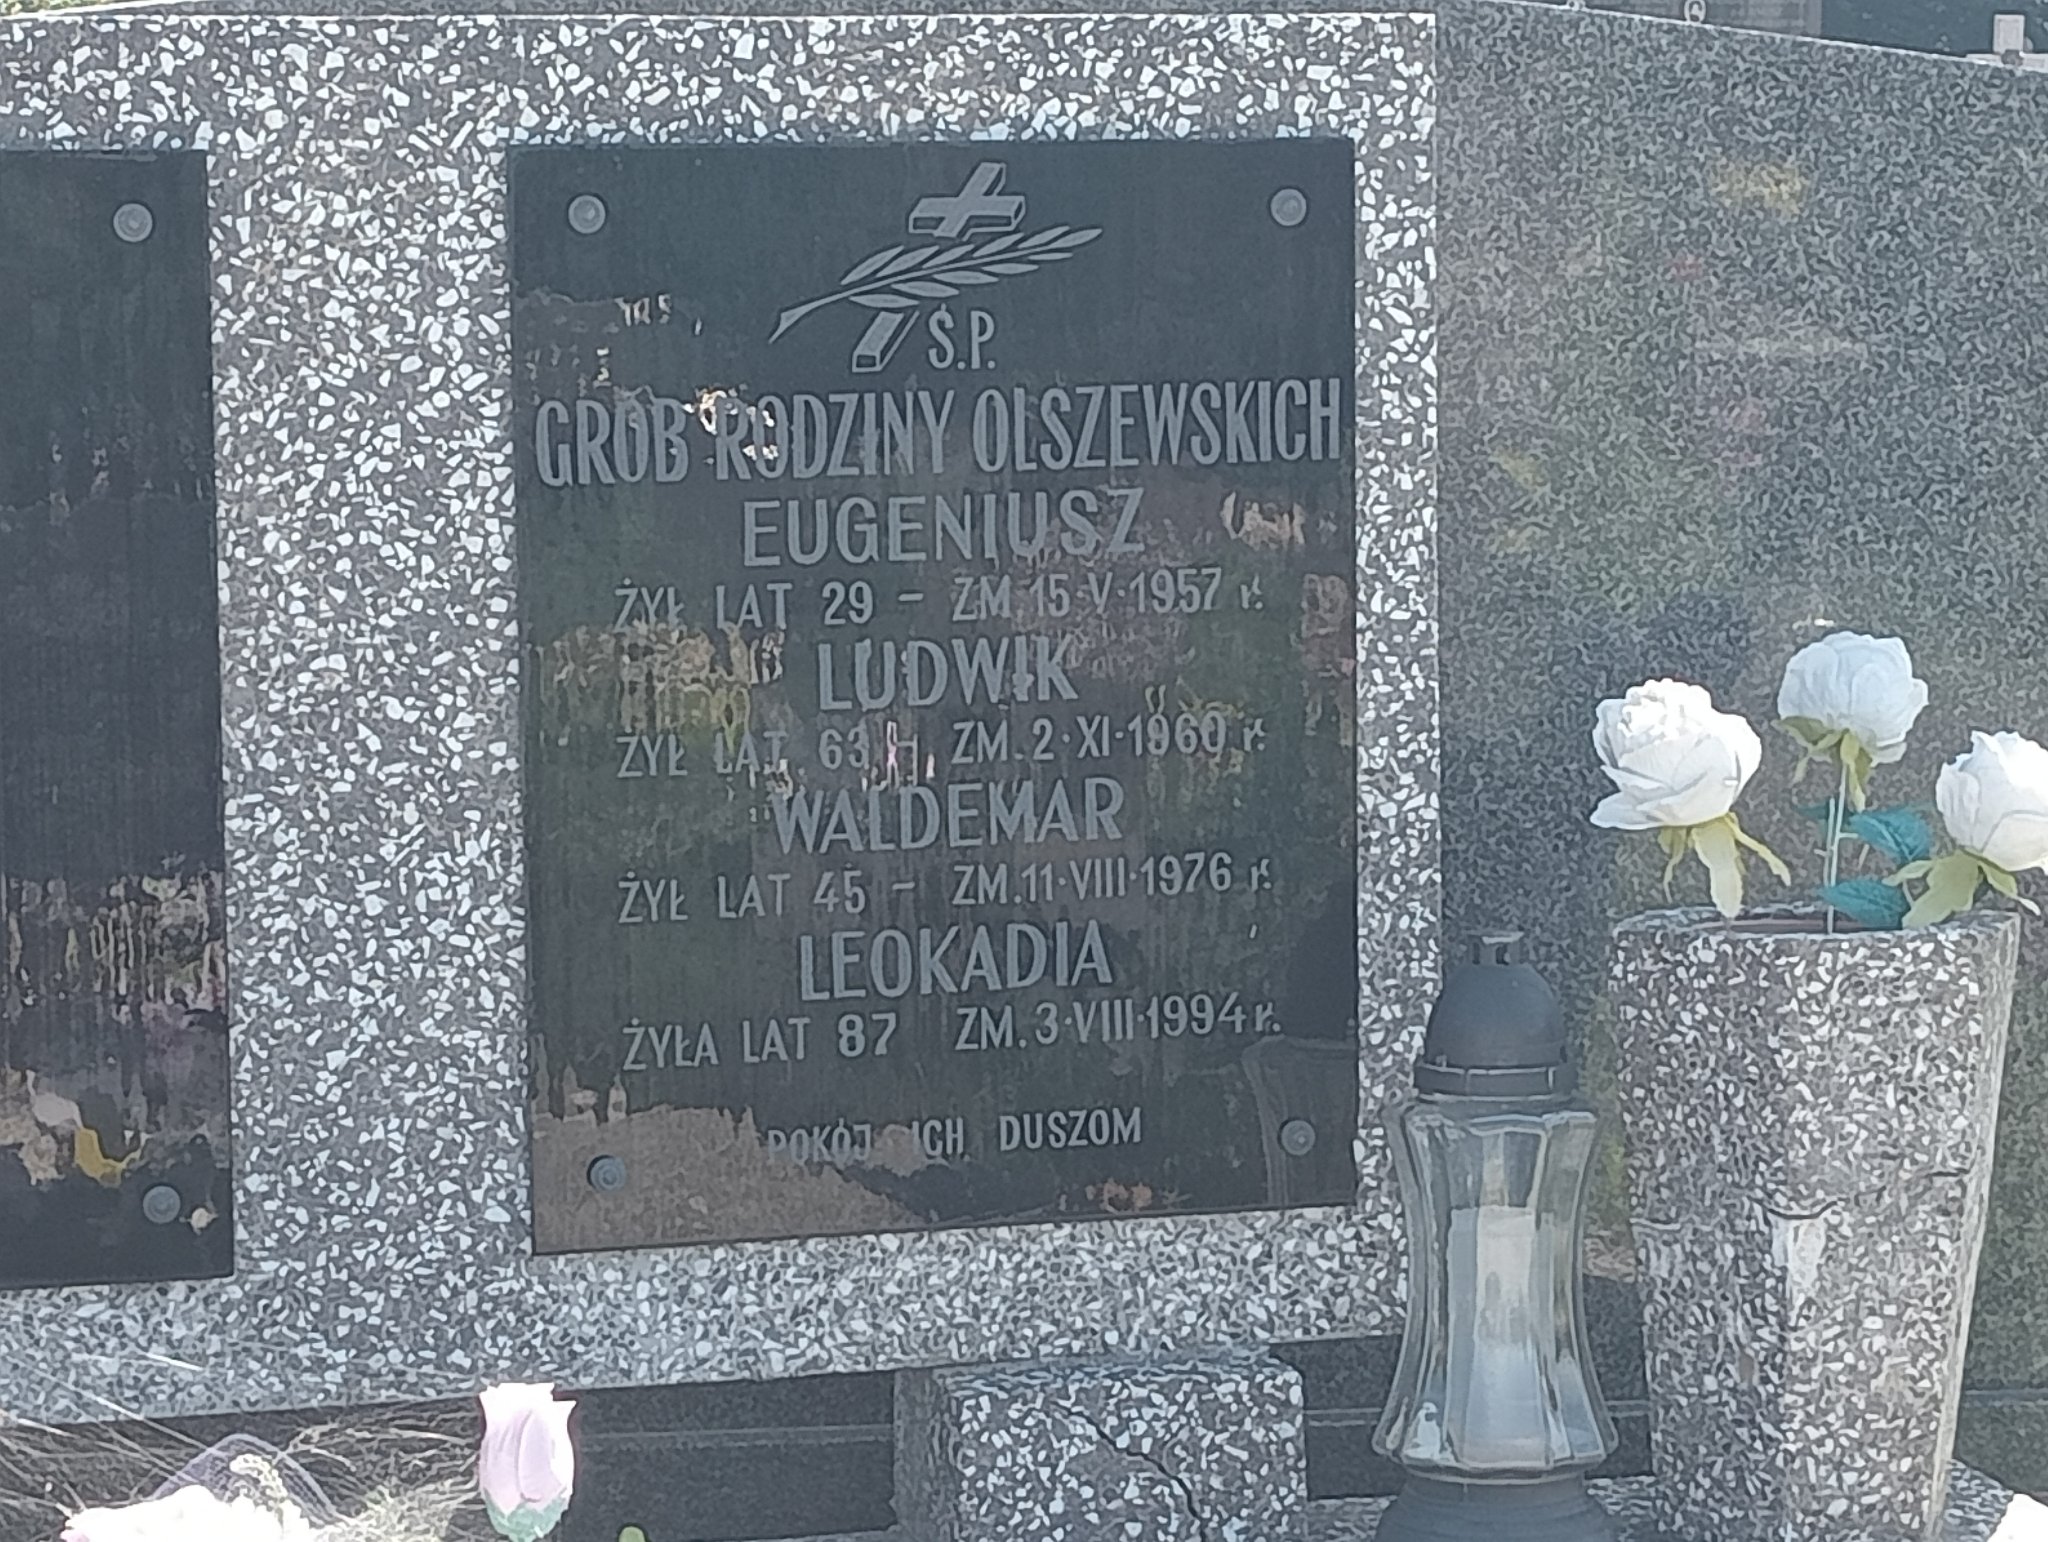 Ś.P.
GRÓB RODZINY OLSZEWSKICH
EUGENIUSZ
ŻYŁ LAT 29 - ZM. 15·V·1957 r.
LUDWIK
ŻYŁ LAT 63 - ZM. 2·XI·1960 r.
WALDEMAR
ŻYŁ LAT 45 - ZM. 11·VIII·1976 r.
LEOKADIA
ŻYŁA LAT 87 ZM. 3·VIII·1994 r.
POKÓJ ICH DUSZOM